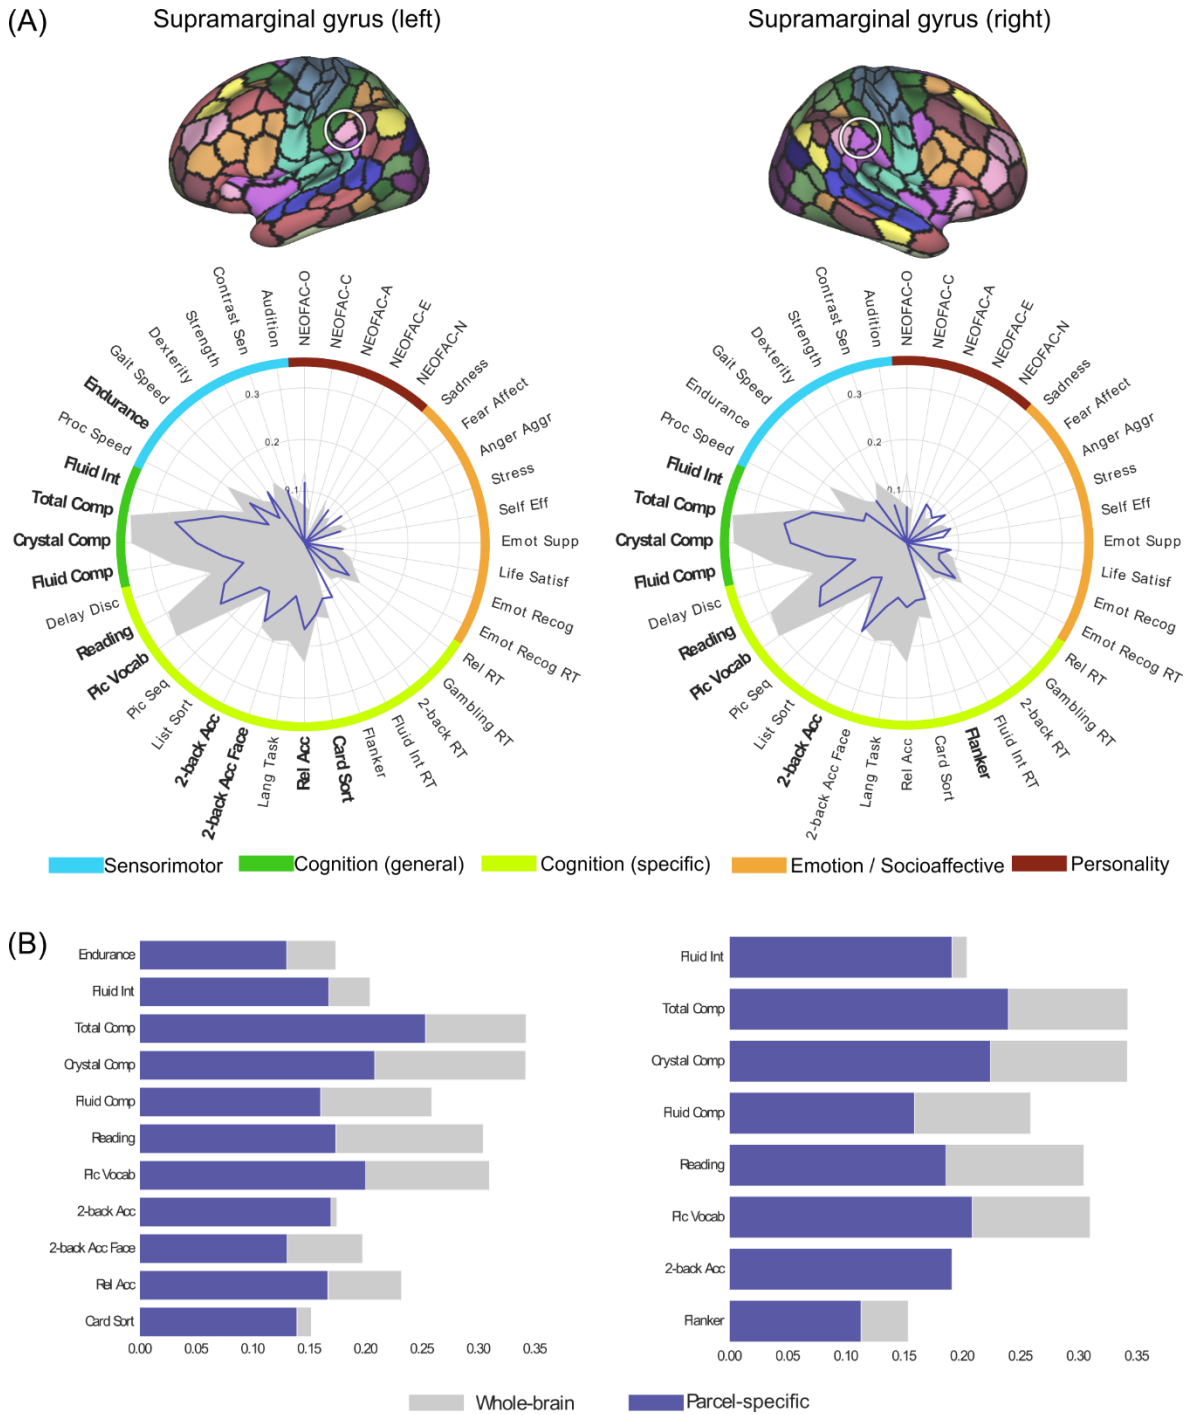 (A)
Supramarginal gyrus (left)
Supramarginal gyrus (right)
NEOFAC-O
NEOFAC-C
NEOFAC-A
NEOFAC-E
NEOFAC-N
Sadness
Fear Affect
Anger Aggr
Stress
Self Eff
Emot Supp
Life Satisf
Emot Recog
Emot Recog RT
Rel RT
Gambling RT
2-back RT
Fluid Int RT
Flanker
Card Sort
Rel Acc
Lang Task
2-back Acc Face
2-back Acc
List Sort
Pic Seq
Pic Vocab
Reading
Delay Disc
Fluid Comp
Crystal Comp
Total Comp
Fluid Int
Proc Speed
Endurance
Gait Speed
Dexterity
Strength
Contrast Sen
Audition
0.3
0.2
0.1
NEOFAC-O
NEOFAC-C
NEOFAC-A
NEOFAC-E
NEOFAC-N
Sadness
Fear Affect
Anger Aggr
Stress
Self Eff
Emot Supp
Life Satisf
Emot Recog
Emot Recog RT
Rel RT
Gambling RT
2-back RT
Fluid Int RT
Flanker
Card Sort
Rel Acc
Lang Task
2-back Acc Face
2-back Acc
List Sort
Pic Seq
Pic Vocab
Reading
Delay Disc
Fluid Comp
Crystal Comp
Total Comp
Fluid Int
Proc Speed
Endurance
Gait Speed
Dexterity
Strength
Contrast Sen
Audition
0.3
0.2
0.1
Sensorimotor Cognition (general) Cognition (specific) Emotion / Socioaffective Personality
(B)
Endurance
Fluid Int
Total Comp
Crystal Comp
Fluid Comp
Reading
Pic Vocab
2-back Acc
2-back Acc Face
Rel Acc
Card Sort
0.00 0.05 0.10 0.15 0.20 0.25 0.30 0.35
Fluid Int
Total Comp
Crystal Comp
Fluid Comp
Reading
Pic Vocab
2-back Acc
Flanker
0.00 0.05 0.10 0.15 0.20 0.25 0.30 0.35
Whole-brain Parcel-specific